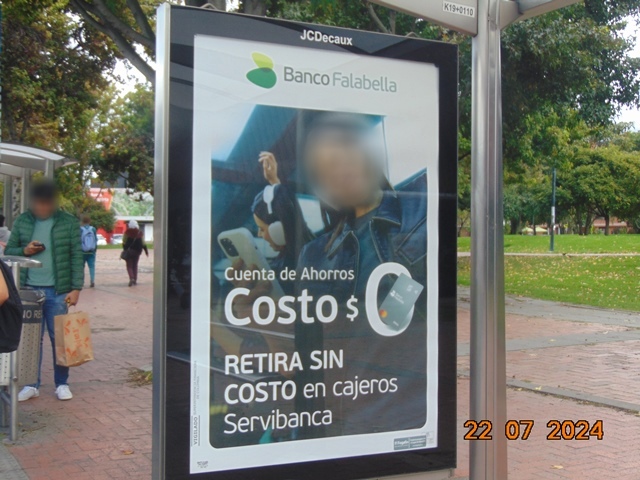 K19+0110
JCDecaux
Banco Falabella
Cuenta de Ahorros
Costo $0
RETIRA SIN
COSTO en cajeros
Servibanca
VIGILADO
22 07 2024